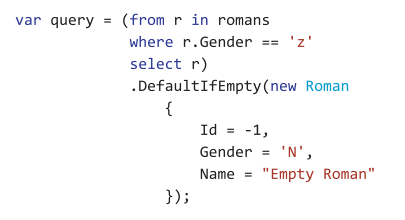 var query = (from r in romans
             where r.Gender == 'z'
             select r)
             .DefaultIfEmpty(new Roman
                 {
                     Id = -1,
                     Gender = 'N',
                     Name = "Empty Roman"
                 });